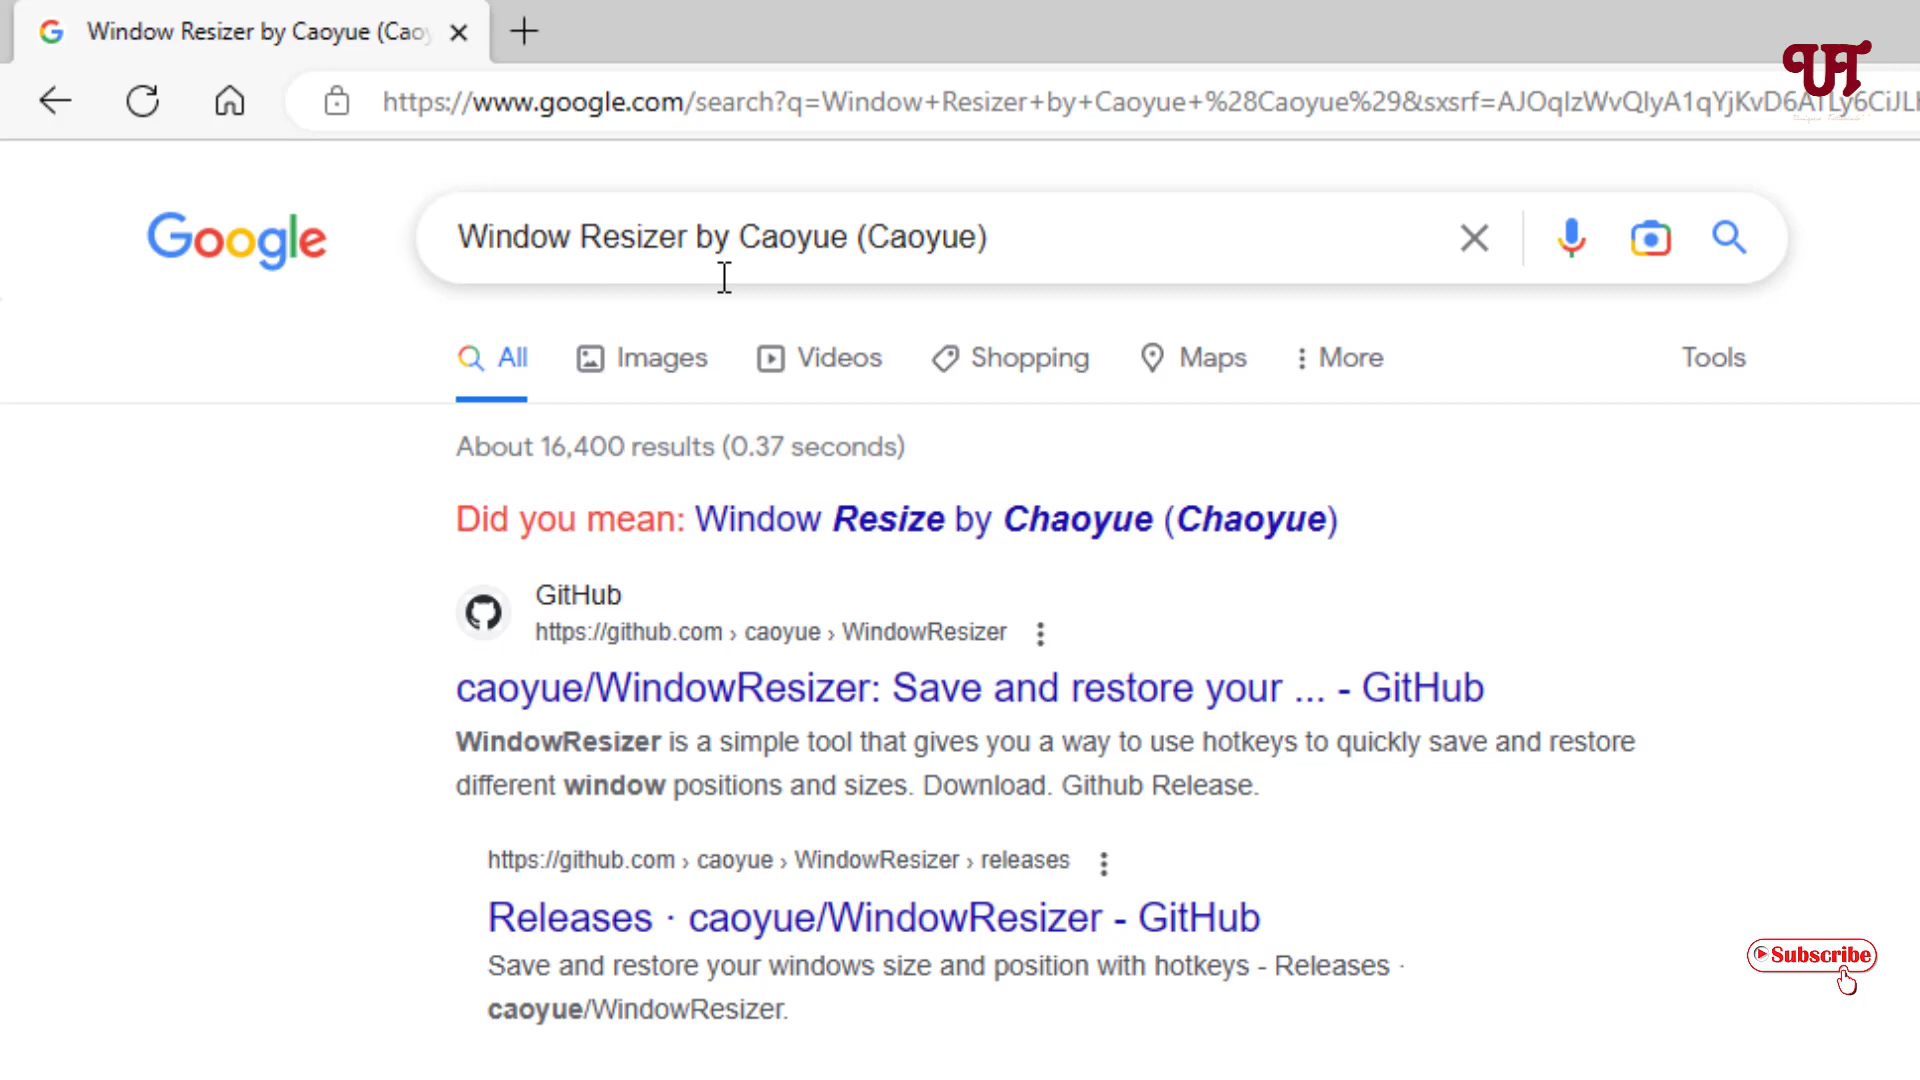 Window Resizer by Caoyue (Cao
UT
https://www.google.com/search?q=Window+Resizer+by+Caoyue+%28Caoyue%29&sxsrf=AJOqlzWvQlyA1qYjKvD6ATLy6CiJL
Google
Window Resizer by Caoyue (Caoyue)
All Images Videos Shopping Maps More Tools
About 16,400 results (0.37 seconds)
Did you mean: Window Resize by Chaoyue (Chaoyue)
GitHub
https://github.com › caoyue › WindowResizer
caoyue/WindowResizer: Save and restore your ... - GitHub
WindowResizer is a simple tool that gives you a way to use hotkeys to quickly save and restore
different window positions and sizes. Download. Github Release.
https://github.com › caoyue › WindowResizer › releases
Releases · caoyue/WindowResizer - GitHub
Save and restore your windows size and position with hotkeys - Releases ·
caoyue/WindowResizer.
Subscribe